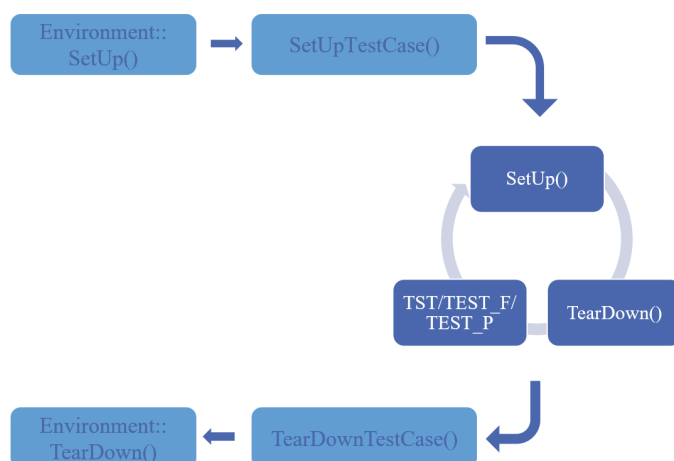 Environment::
SetUp()
SetUpTestCase()
SetUp()
TST/TEST_F/
TEST_P
TearDown()
Environment::
TearDown()
TearDownTestCase()